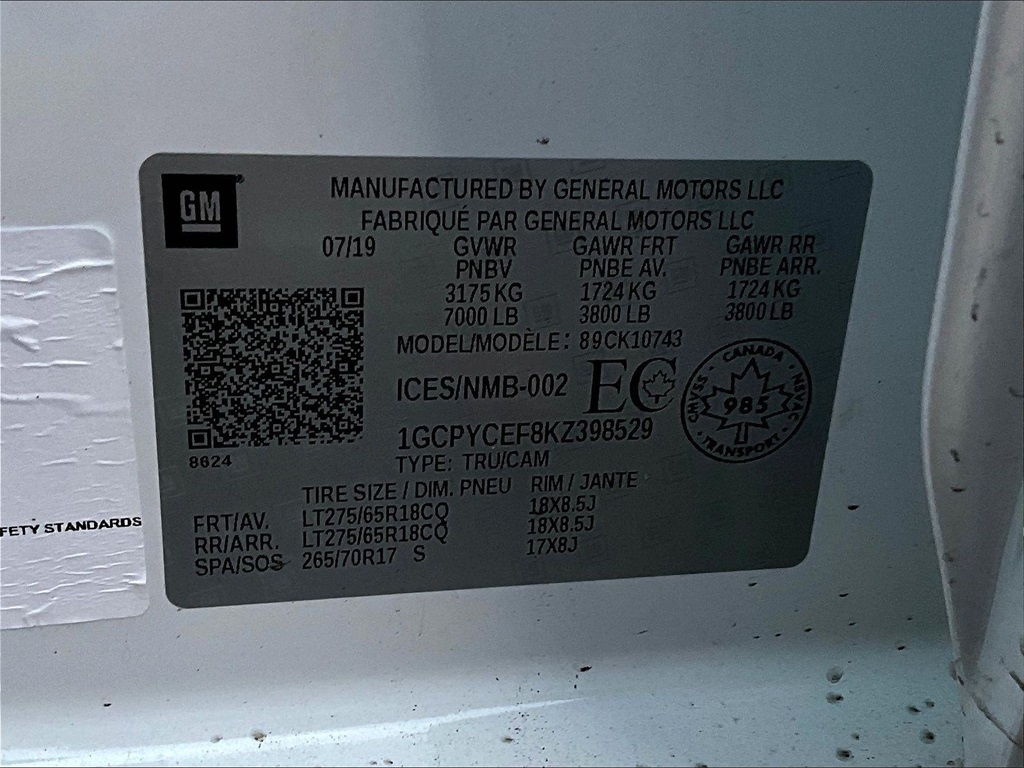 GM
MANUFACTURED BY GENERAL MOTORS LLC
FABRIQUÉ PAR GENERAL MOTORS LLC
07/19 GVWR GAWR FRT GAWR RR
PNBV PNBE AV. PNBE ARR.
3175 KG 1724 KG 1724 KG
7000 LB 3800 LB 3800 LB
MODEL/MODÈLE: 89CK10743
ICES/NMB-002 EC
CANADA
CMVSS 985 NSVAC
TRANSPORT
1GCPYCEF8KZ398529
8624
TYPE: TRU/CAM
TIRE SIZE / DIM. PNEU RIM / JANTE
FRT/AV. LT275/65R18CQ 18X8.5J
RR/ARR. LT275/65R18CQ 18X8.5J
SPA/SOS 265/70R17 S 17X8J
FETY STANDARDS